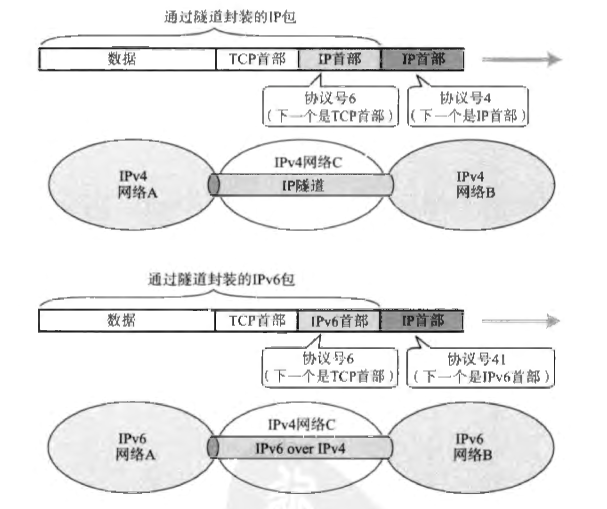 通过隧道封装的IP包
数据 TCP首部 IP首部 IP首部
协议号6
（下一个是TCP首部）
协议号4
（下一个是IP首部）
IPv4
网络A
IPv4网络C
IP隧道
IPv4
网络B
通过隧道封装的IPv6包
数据 TCP首部 IPv6首部 IP首部
协议号6
（下一个是TCP首部）
协议号41
（下一个是IPv6首部）
IPv6
网络A
IPv4网络C
IPv6 over IPv4
IPv6
网络B